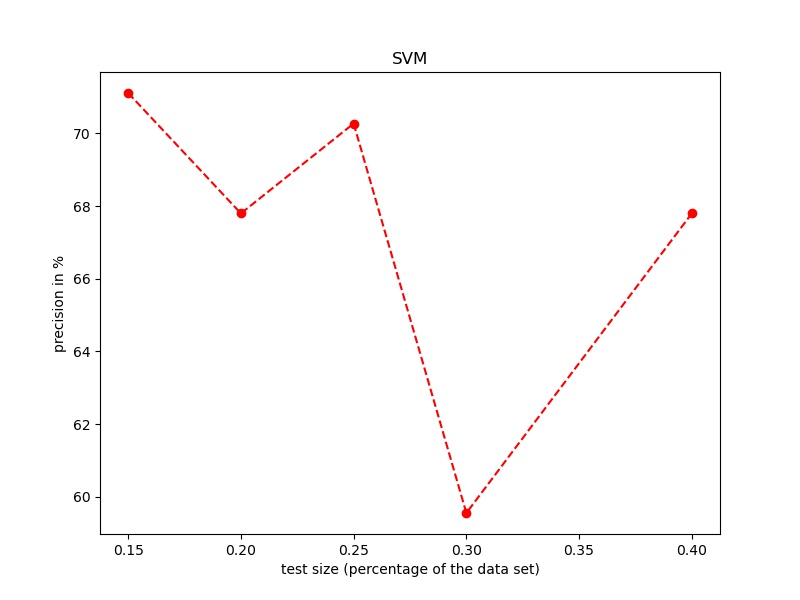 SVM
precision in %
70
68
66
64
62
60
0.15 0.20 0.25 0.30 0.35 0.40
test size (percentage of the data set)